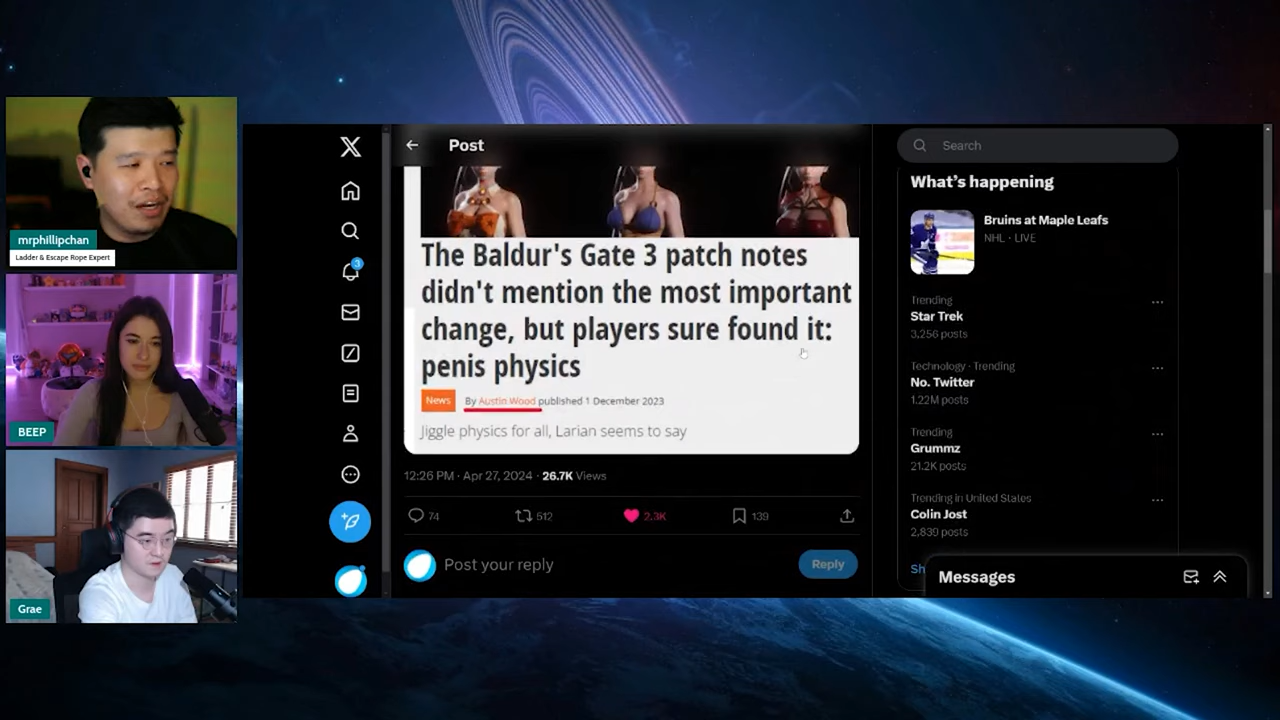 mrphillipchan
Ladder & Escape Rope Expert
BEEP
Grae
X
3
Post
The Baldur's Gate 3 patch notes
didn't mention the most important
change, but players sure found it:
penis physics
News By Austin Wood published 1 December 2023
Jiggle physics for all, Larian seems to say
12:26 PM · Apr 27, 2024 · 26.7K Views
74 512 2.3K 139
Post your reply
Reply
Search
What's happening
Bruins at Maple Leafs
NHL · LIVE
Trending
Star Trek
3,256 posts
Technology · Trending
No. Twitter
1.22M posts
Trending
Grummz
21.2K posts
Trending in United States
Colin Jost
2,839 posts
Sh
Messages